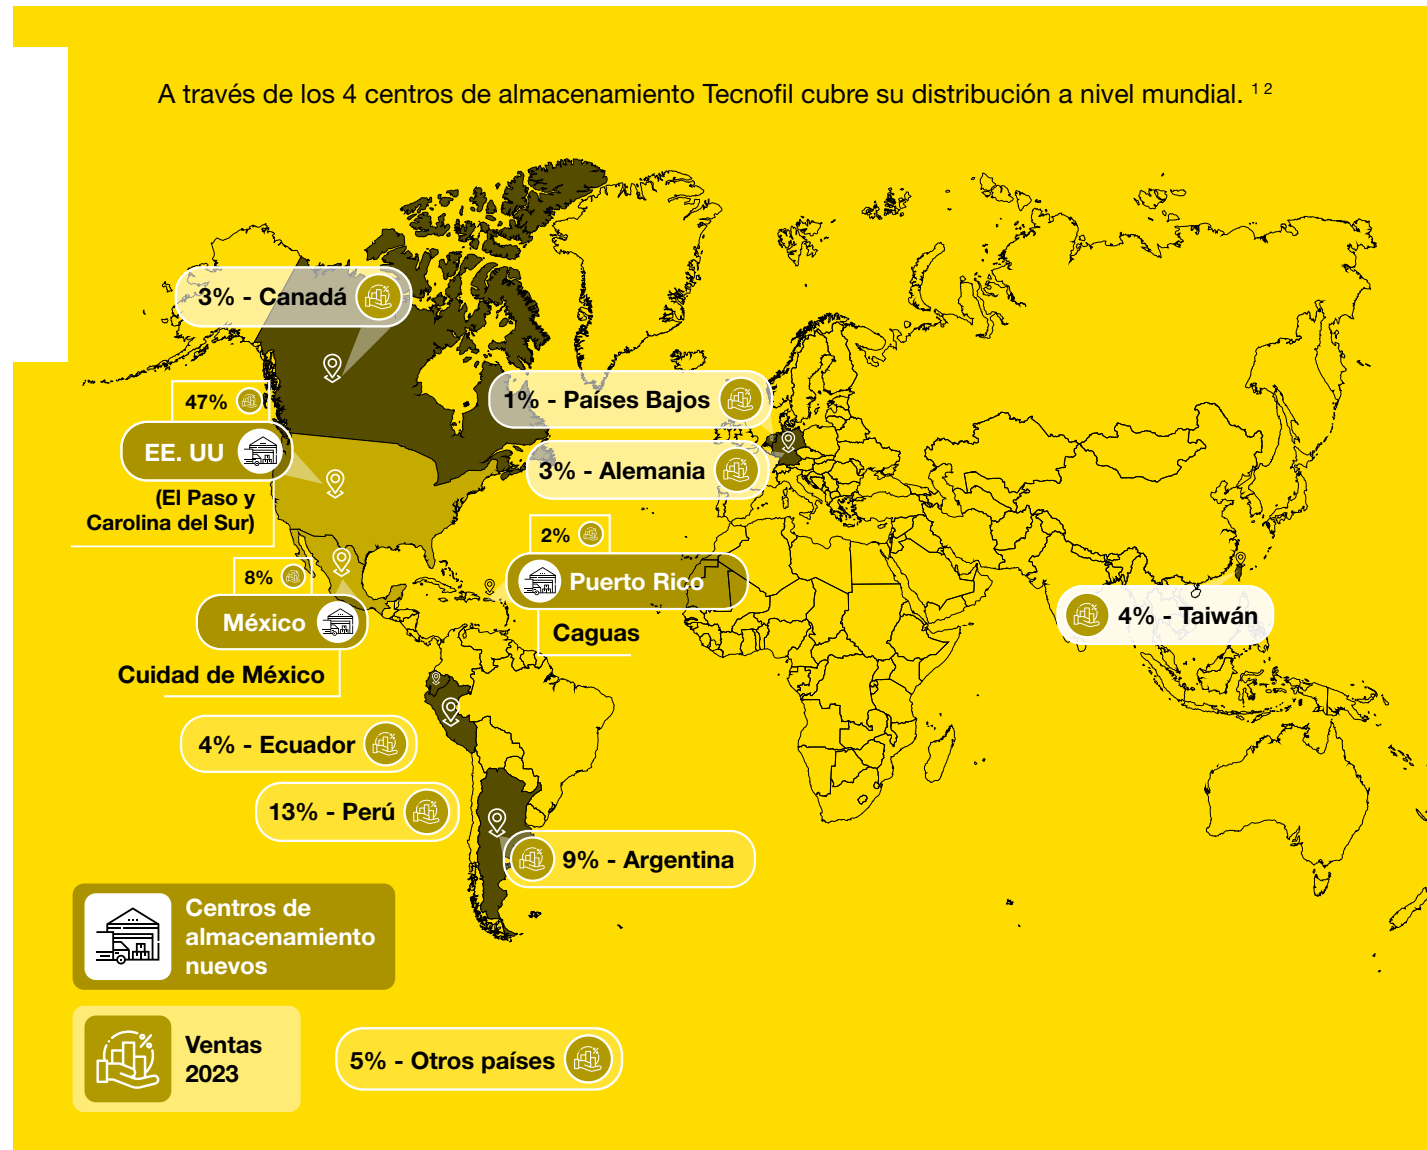 A través de los 4 centros de almacenamiento Tecnofil cubre su distribución a nivel mundial. 1 2
3% - Canadá
47%
EE. UU
(El Paso y
Carolina del Sur)
1% - Países Bajos
3% - Alemania
2%
Puerto Rico
Caguas
8%
México
Cuidad de México
4% - Taiwán
4% - Ecuador
13% - Perú
9% - Argentina
Centros de
almacenamiento
nuevos
Ventas
2023
5% - Otros países